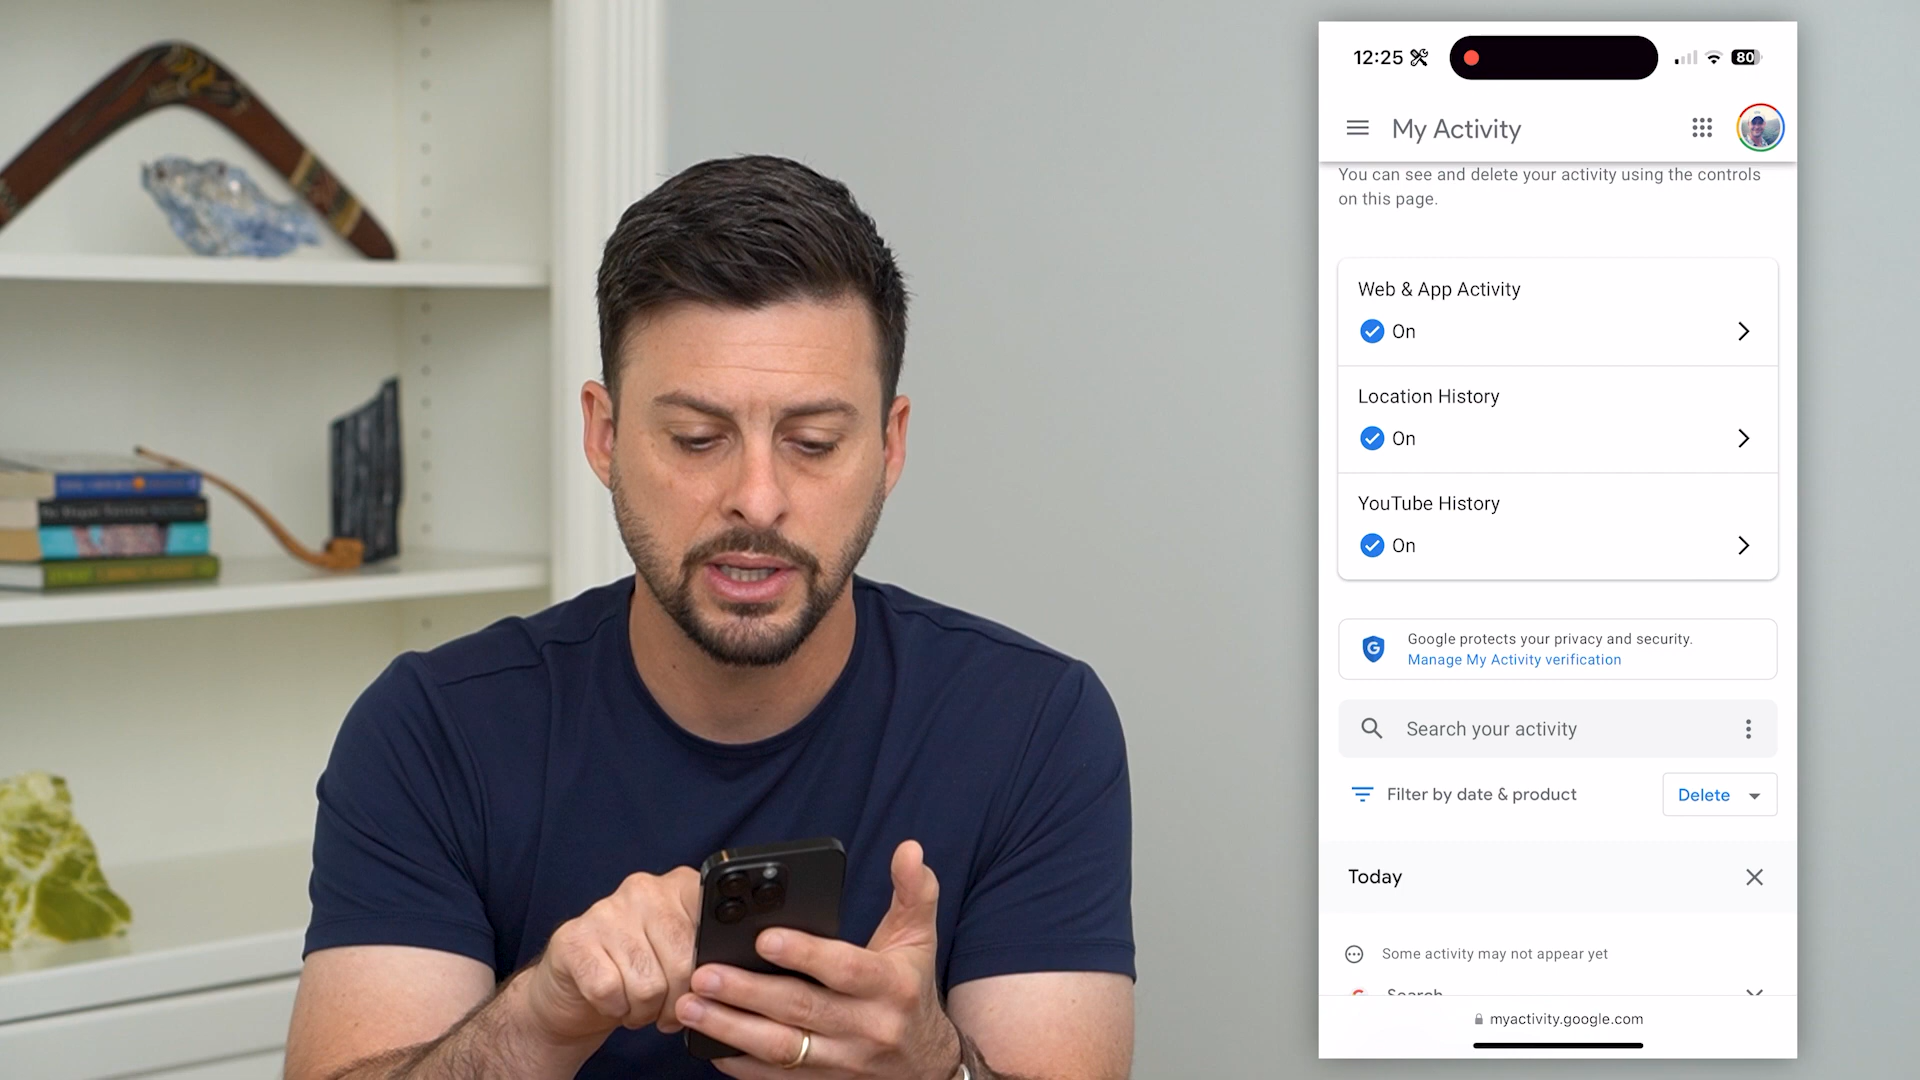 12:25
80
My Activity
You can see and delete your activity using the controls
on this page.
Web & App Activity
On
Location History
On
YouTube History
On
G
Google protects your privacy and security.
Manage My Activity verification
Search your activity
Filter by date & product
Delete
Today
Some activity may not appear yet
Search
myactivity.google.com